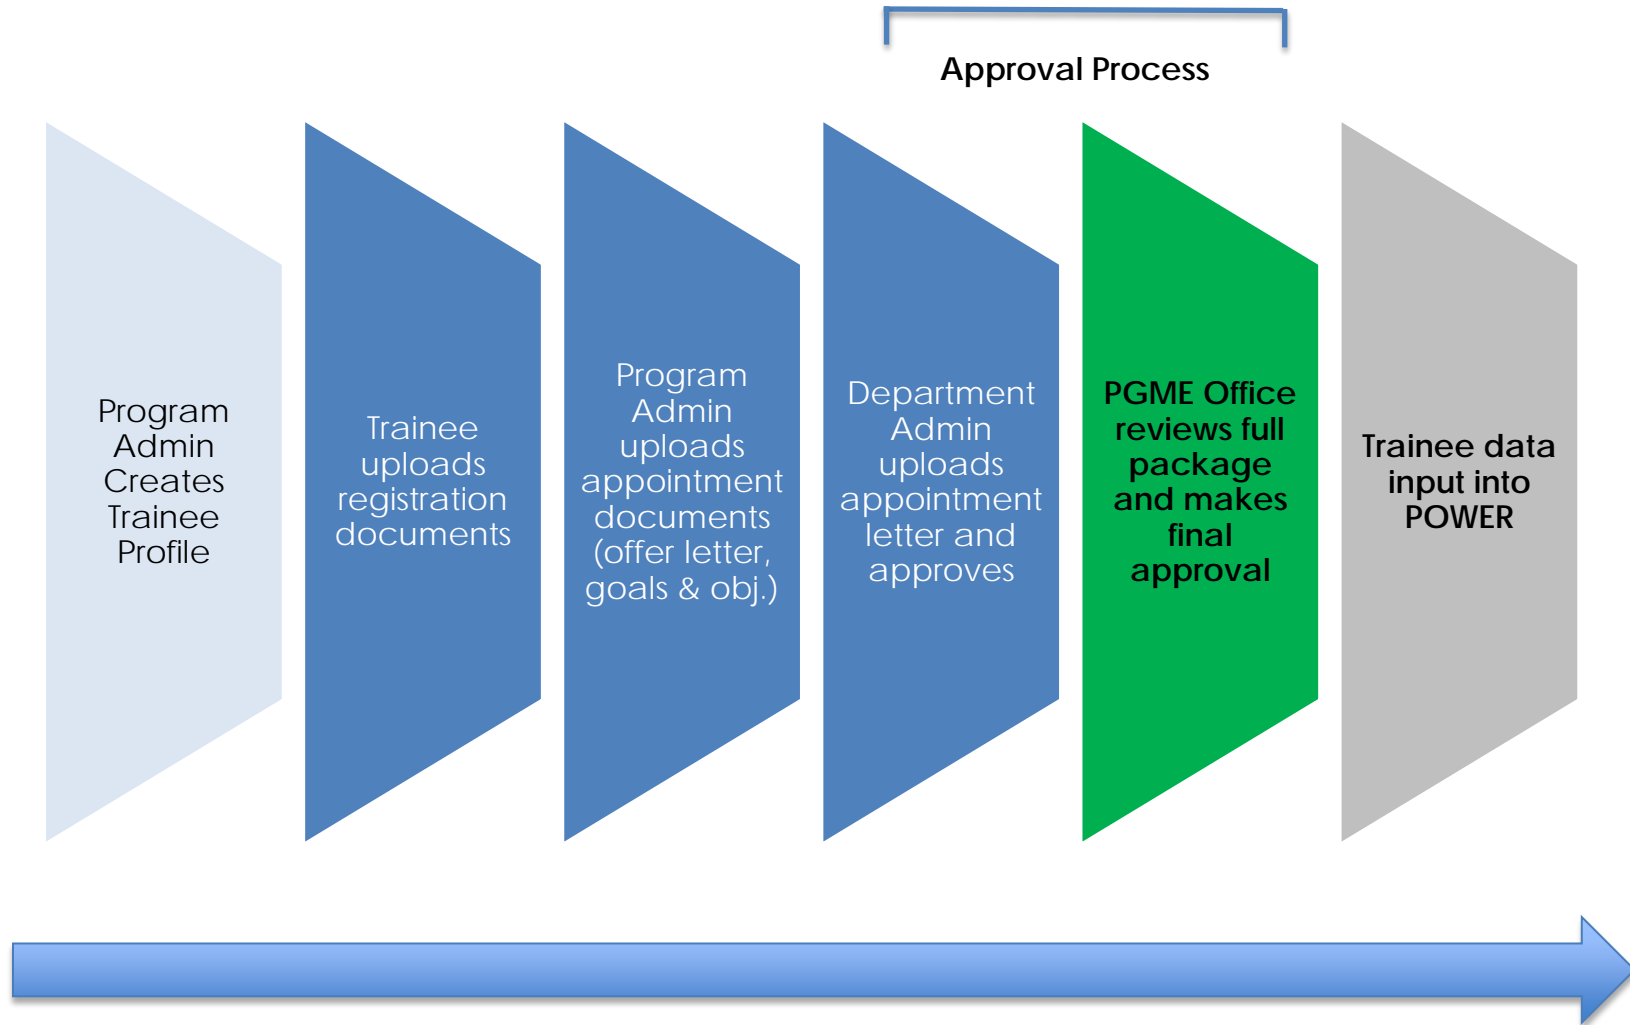 Approval Process
Program
Admin
Creates
Trainee
Profile
Trainee
uploads
registration
documents
Program
Admin
uploads
appointment
documents
(offer letter,
goals & obj.)
Department
Admin
uploads
appointment
letter and
approves
PGME Office
reviews full
package
and makes
final
approval
Trainee data
input into
POWER